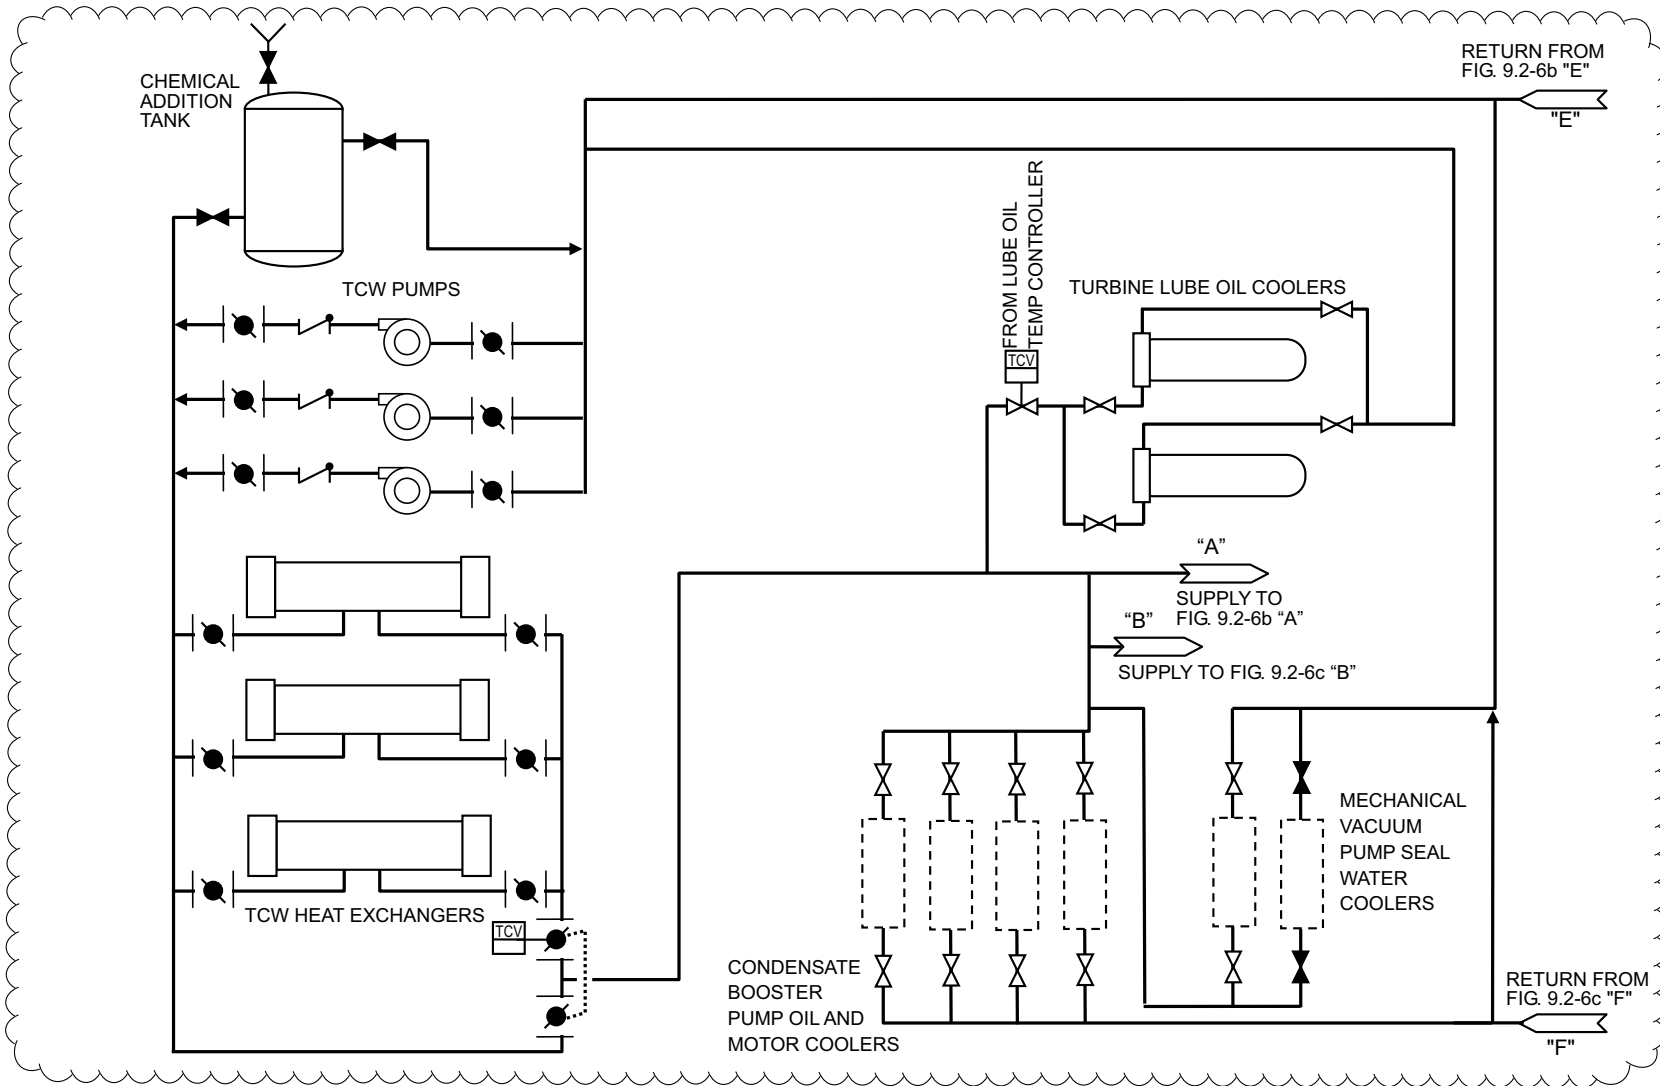 RETURN FROM
FIG. 9.2-6b "E"
"E"
CHEMICAL
ADDITION
TANK
FROM LUBE OIL
TEMP CONTROLLER
TCW PUMPS
TURBINE LUBE OIL COOLERS
TCV
“A”
SUPPLY TO
FIG. 9.2-6b “A”
“B”
SUPPLY TO FIG. 9.2-6c “B”
MECHANICAL
VACUUM
PUMP SEAL
WATER
COOLERS
TCW HEAT EXCHANGERS
TCV
CONDENSATE
BOOSTER
PUMP OIL AND
MOTOR COOLERS
RETURN FROM
FIG. 9.2-6c "F"
"F"